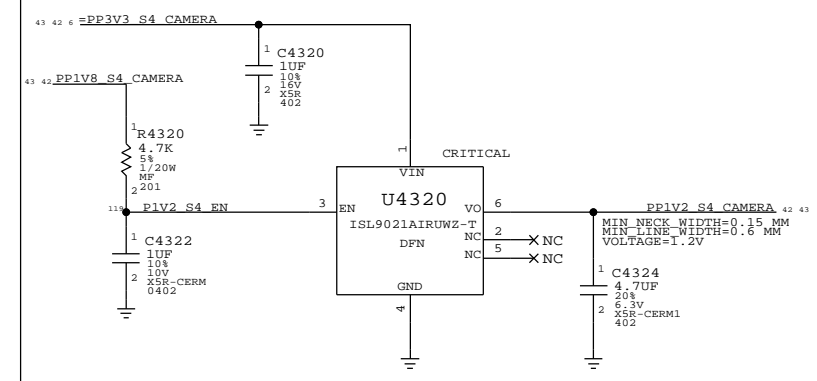 43 42 6 =PP3V3_S4_CAMERA
1 C4320
1UF
10%
16V
2 X5R
402
43 42 PP1V8_S4_CAMERA
1 R4320
4.7K
5%
1/20W
MF
2 201
1 CRITICAL
VIN
U4320
119 P1V2_S4_EN 3 EN VO 6 PP1V2_S4_CAMERA 42 43
ISL9021AIRUWZ-T
DFN
NC 2 NC
NC 5 NC
MIN_NECK_WIDTH=0.15 MM
MIN_LINE_WIDTH=0.6 MM
VOLTAGE=1.2V
1 C4322
1UF
10%
10V
2 X5R-CERM
0402
GND
4
1 C4324
4.7UF
20%
6.3V
2 X5R-CERM1
402